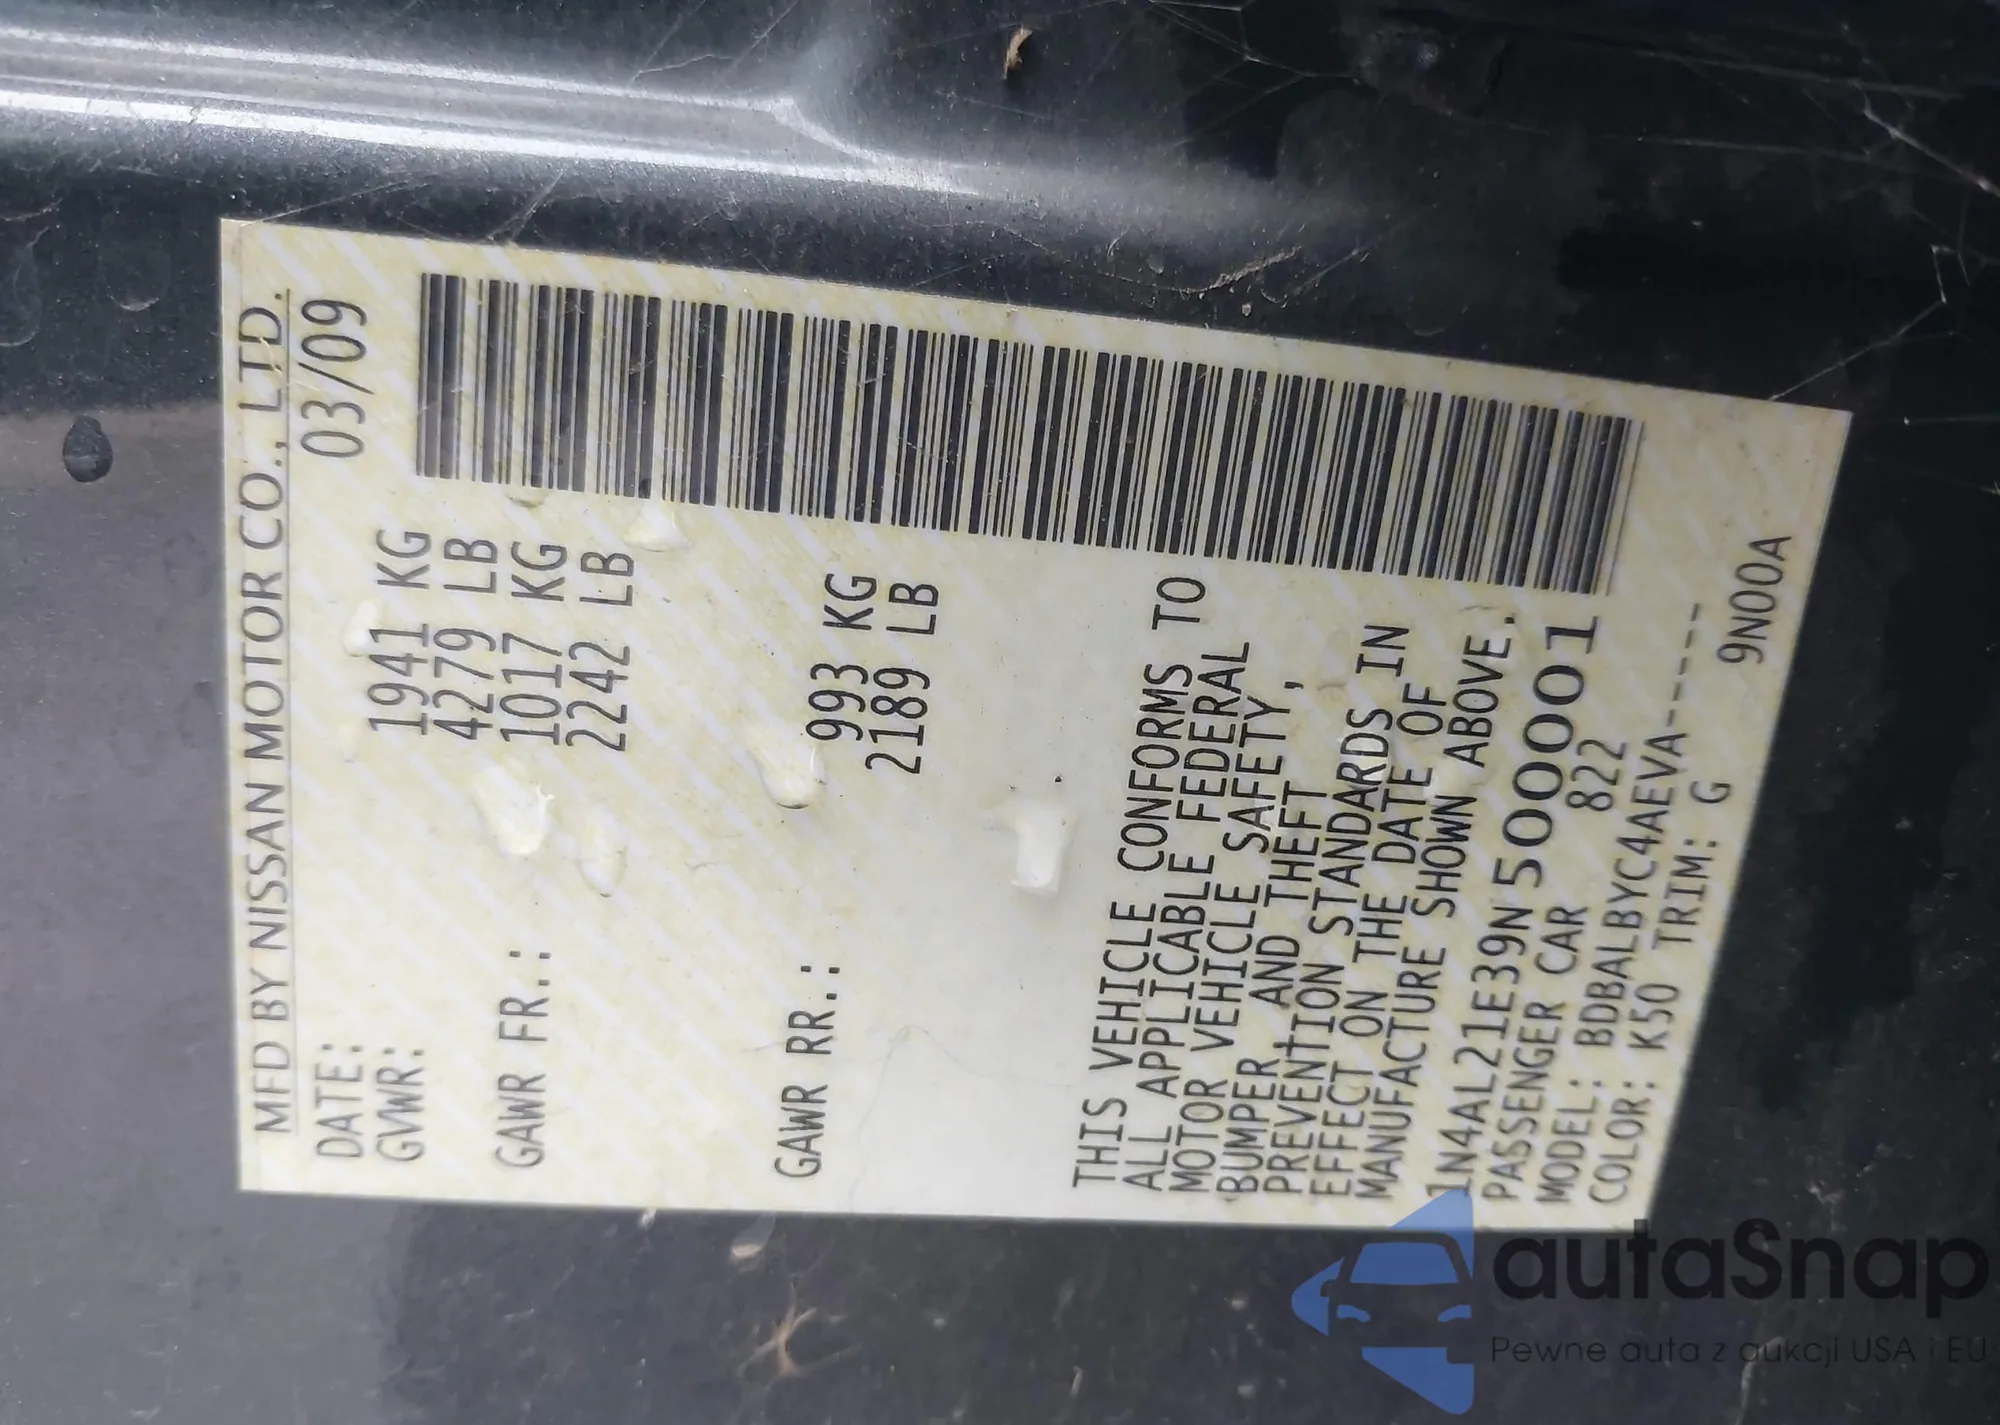 MFD BY NISSAN MOTOR CO., LTD.
DATE: 03/09
GVWR: 1941 KG
4279 LB
GAWR FR.: 1017 KG
2242 LB
GAWR RR.: 993 KG
2189 LB
THIS VEHICLE CONFORMS TO
ALL APPLICABLE FEDERAL
MOTOR VEHICLE SAFETY,
BUMPER AND THEFT
PREVENTION STANDARDS IN
EFFECT ON THE DATE OF
MANUFACTURE SHOWN ABOVE.
1N4AL21E39N500001
PASSENGER CAR 822
MODEL: BDBALBYC4AEVA-----
COLOR: K50 TRIM: G
9N00A
autaSnap
Pewne auta z aukcji USA i EU